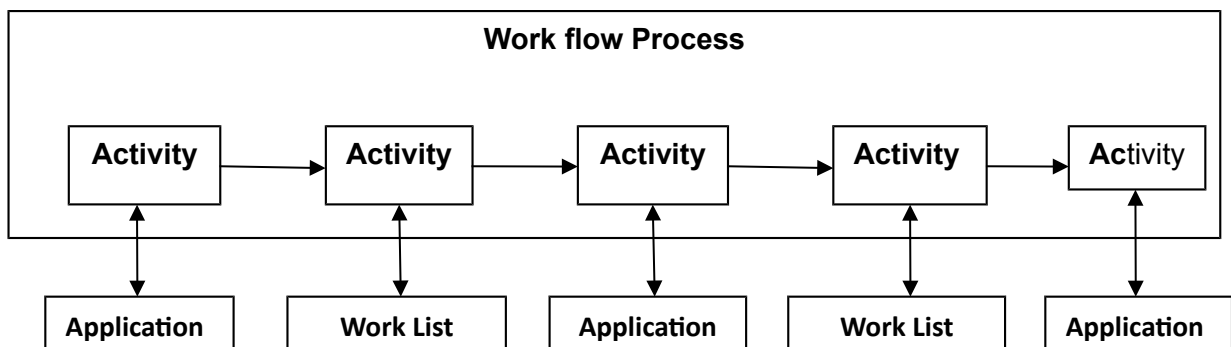 Work flow Process
Activity Activity Activity Activity Activity
Application Work List Application Work List Application